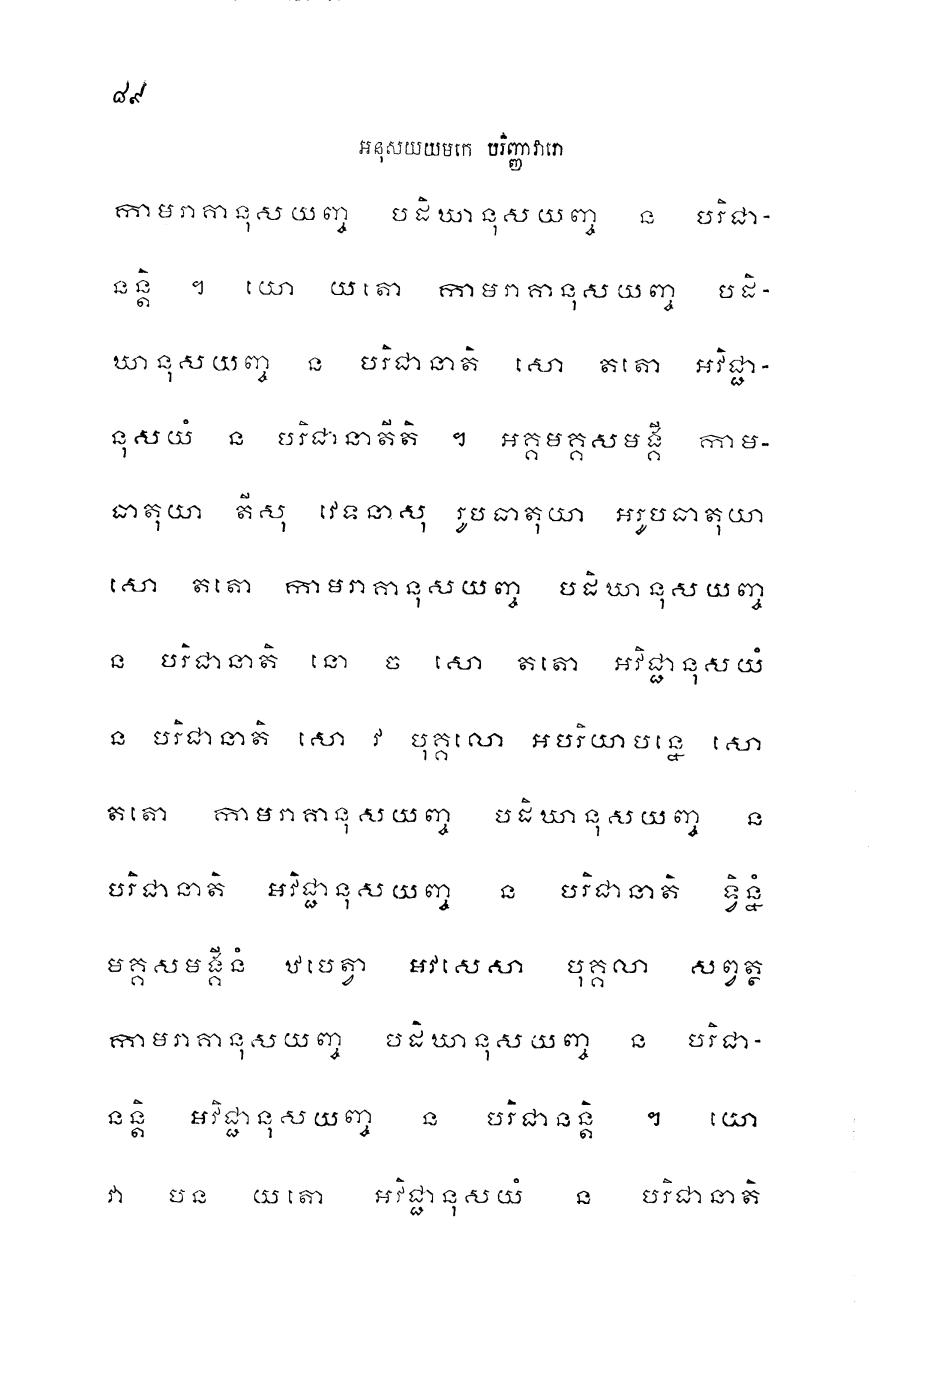 ៨៩
អនុសយយមកេ បរិញ្ញាវារោ
កាមរាគានុសយញ្ច បដិឃានុសយញ្ច ន បរិជា-
នន្តិ ។ យោ យតោ កាមរាគានុសយញ្ច បដិ-
ឃានុសយញ្ច ន បរិជានាតិ សោ តតោ អវិជ្ជា-
នុសយំ ន បរិជានាតីតិ ។ អគ្គមគ្គសមង្គី កាម-
ធាតុយា តីសុ វេទនាសុ រូបធាតុយា អរូបធាតុយា
សោ តតោ កាមរាគានុសយញ្ច បដិឃានុសយញ្ច
ន បរិជានាតិ នោ ច សោ តតោ អវិជ្ជានុសយំ
ន បរិជានាតិ សោ វ បុគ្គលោ អបរិយាបន្នេ សោ
តតោ កាមរាគានុសយញ្ច បដិឃានុសយញ្ច ន
បរិជានាតិ អវិជ្ជានុសយញ្ច ន បរិជានាតិ ទ្វិន្នំ
មគ្គសមង្គីនំ ឋបេត្វា អវសេសា បុគ្គលា សព្វត្ថ
កាមរាគានុសយញ្ច បដិឃានុសយញ្ច ន បរិជា-
នន្តិ អវិជ្ជានុសយញ្ច ន បរិជានន្តិ ។ យោ
វា បន យតោ អវិជ្ជានុសយំ ន បរិជានាតិ